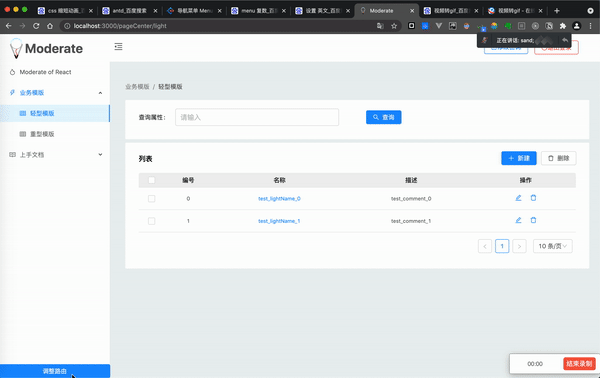 css 缩短动画_
antd_百度搜索
导航菜单 Menu
menu 复数_百度
设置 英文_百度
Moderate
视频转gif_百度
视频转gif - 在线
localhost:3000/pageCenter/light
正在讲话: sand;
Moderate
Moderate of React
业务模版
轻型模版
重型模版
上手文档
业务模版 / 轻型模版
查询属性:
请输入
查询
列表
新建
删除
编号 名称 描述 操作
0 test_lightName_0 test_comment_0
1 test_lightName_1 test_comment_1
1
10 条/页
调整路由
00:00
结束录制